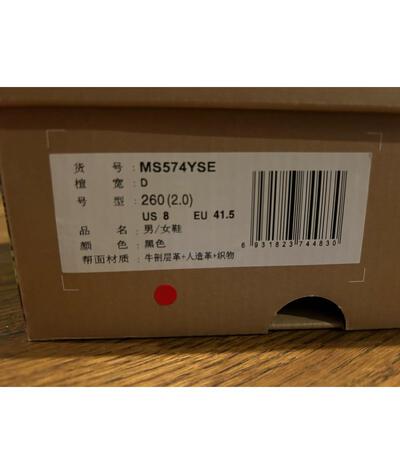 货 号 : MS574YSE
楦 宽 : D
号 型 : 260(2.0)
US 8 EU 41.5
品 名 : 男/女鞋
颜 色 : 黑色
帮面材质 : 牛剖层革+人造革+织物
6 931823 744830